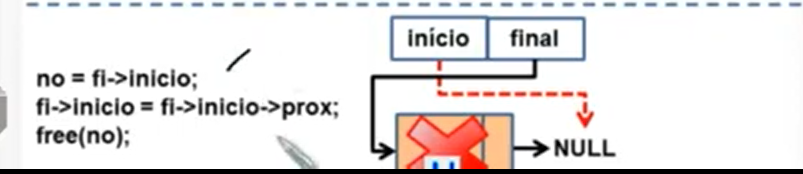 início final
no = fi->inicio;
fi->inicio = fi->inicio->prox;
free(no);
NULL